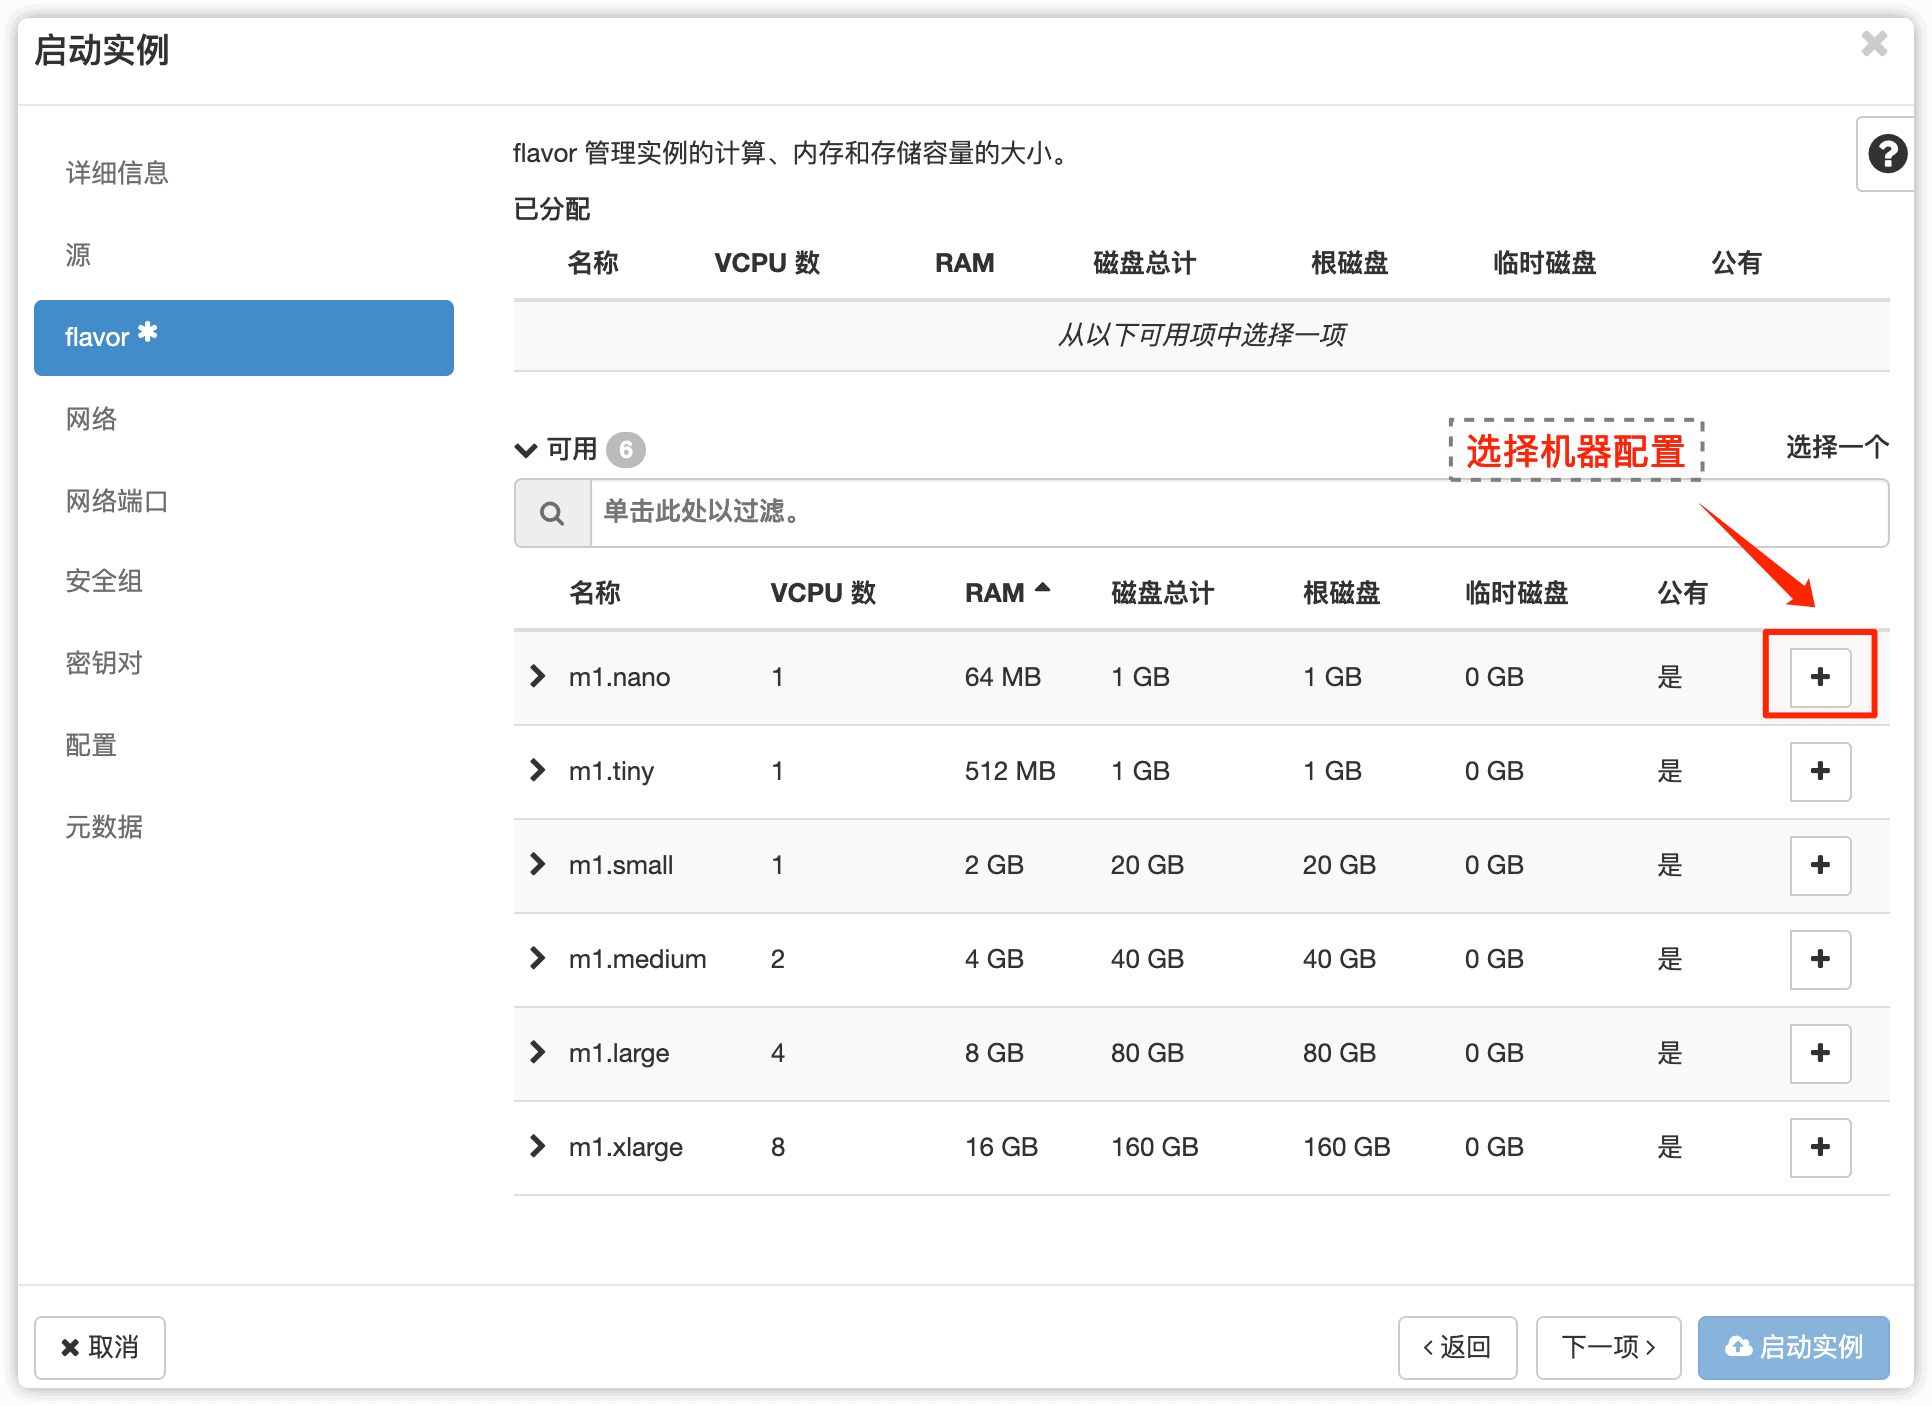 启动实例
详细信息
源
flavor *
网络
网络端口
安全组
密钥对
配置
元数据
flavor 管理实例的计算、内存和存储容量的大小。
已分配
名称 VCPU 数 RAM 磁盘总计 根磁盘 临时磁盘 公有
从以下可用项中选择一项
可用 6
选择机器配置
选择一个
单击此处以过滤。
名称 VCPU 数 RAM 磁盘总计 根磁盘 临时磁盘 公有
m1.nano 1 64 MB 1 GB 1 GB 0 GB 是
m1.tiny 1 512 MB 1 GB 1 GB 0 GB 是
m1.small 1 2 GB 20 GB 20 GB 0 GB 是
m1.medium 2 4 GB 40 GB 40 GB 0 GB 是
m1.large 4 8 GB 80 GB 80 GB 0 GB 是
m1.xlarge 8 16 GB 160 GB 160 GB 0 GB 是
取消
‹ 返回
下一项 ›
启动实例